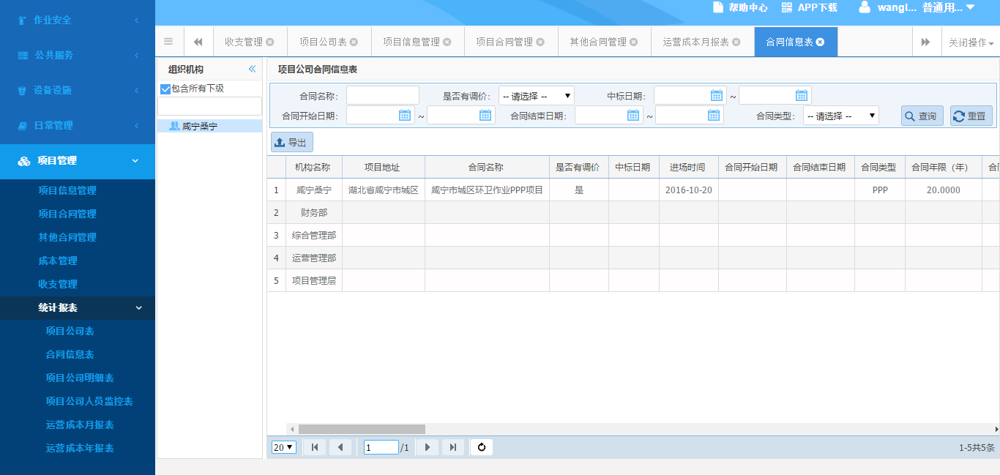 帮助中心 APP下载 wangl... 普通用...
作业安全
公共服务
设备设施
日常管理
项目管理
项目信息管理
项目合同管理
其他合同管理
成本管理
收支管理
统计报表
项目公司表
合同信息表
项目公司明细表
项目公司人员监控表
运营成本月报表
运营成本年报表
收支管理 项目公司表 项目信息管理 项目合同管理 其他合同管理 运营成本月报表 合同信息表 关闭操作
组织机构
包含所有下级
咸宁桑宁
项目公司合同信息表
合同名称: 是否有调价: -- 请选择 -- 中标日期: ~
合同开始日期: ~ 合同结束日期: ~ 合同类型: -- 请选择 -- 查询 重置
导出
机构名称 项目地址 合同名称 是否有调价 中标日期 进场时间 合同开始日期 合同结束日期 合同类型 合同年限（年） 合
1 咸宁桑宁 湖北省咸宁市城区 咸宁市城区环卫作业PPP项目 是 2016-10-20 PPP 20.0000
2 财务部
3 综合管理部
4 运营管理部
5 项目管理层
20 1 /1 1-5共5条